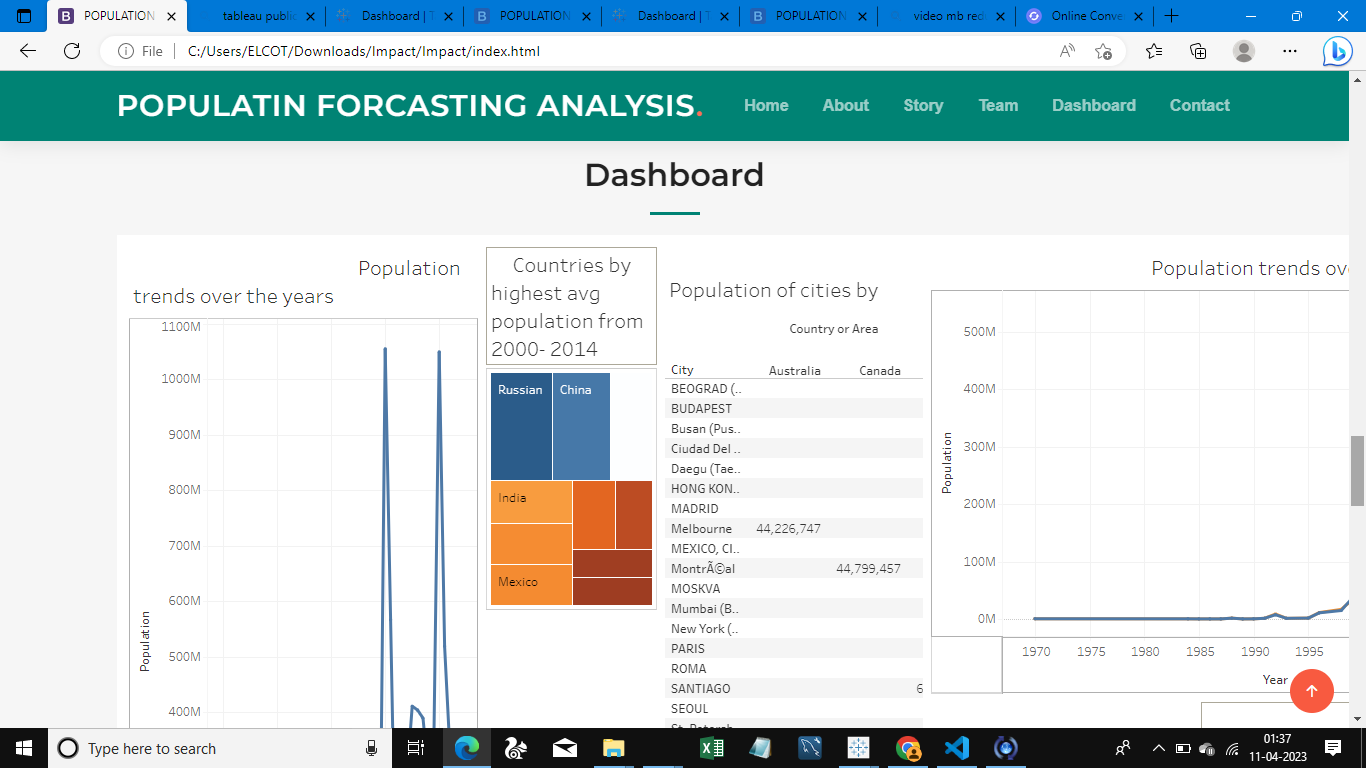 POPULATION
tableau public
Dashboard | T
POPULATION
Dashboard | T
POPULATION
video mb red
Online Conve
File
C:/Users/ELCOT/Downloads/Impact/Impact/index.html
POPULATIN FORCASTING ANALYSIS.
Home
About
Story
Team
Dashboard
Contact
Dashboard
Population
trends over the years
1100M
1000M
900M
800M
700M
600M
500M
400M
Population
Countries by
highest avg
population from
2000- 2014
Russian
China
India
Mexico
Population of cities by
Country or Area
City
Australia
Canada
BEOGRAD (..
BUDAPEST
Busan (Pus..
Ciudad Del ..
Daegu (Tae..
HONG KON..
MADRID
Melbourne 44,226,747
MEXICO, CI..
MontrÃ©al 44,799,457
MOSKVA
Mumbai (B..
New York (..
PARIS
ROMA
SANTIAGO 6
SEOUL
Population trends ov
500M
400M
300M
200M
100M
0M
Population
1970 1975 1980 1985 1990 1995
Year
Type here to search
01:37
11-04-2023